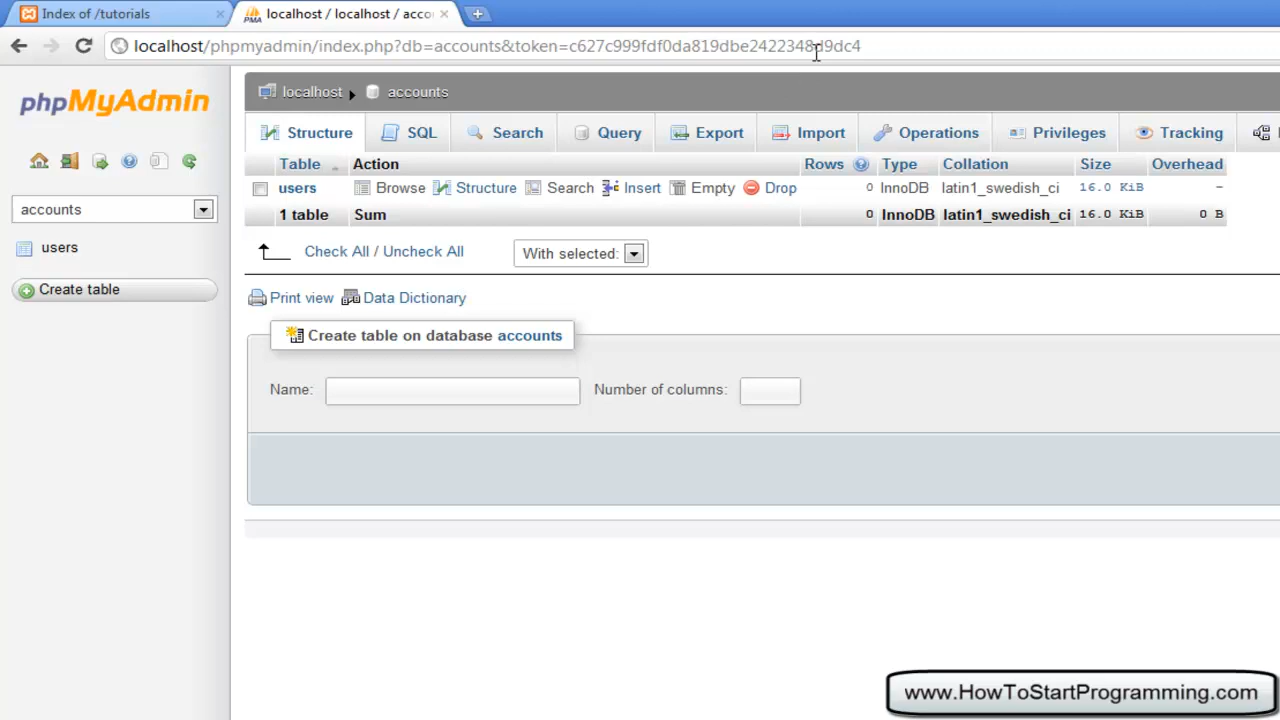 Index of /tutorials
localhost / localhost / acco
localhost/phpmyadmin/index.php?db=accounts&token=c627c999fdf0da819dbe2422348d9dc4
phpMyAdmin
localhost accounts
Structure SQL Search Query Export Import Operations Privileges Tracking
Table Action Rows Type Collation Size Overhead
users Browse Structure Search Insert Empty Drop 0 InnoDB latin1_swedish_ci 16.0 KiB -
1 table Sum 0 InnoDB latin1_swedish_ci 16.0 KiB 0 B
accounts
users
Create table
Check All / Uncheck All With selected:
Print view Data Dictionary
Create table on database accounts
Name: Number of columns:
www.HowToStartProgramming.com